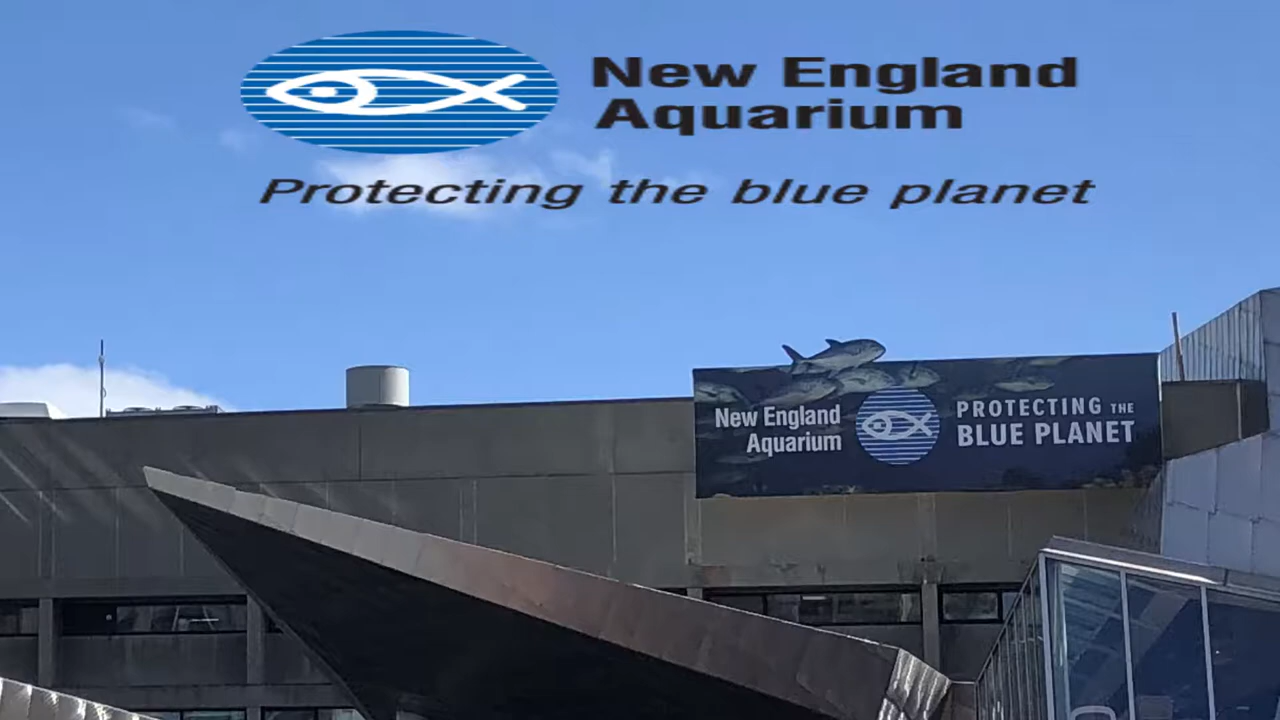 New England
Aquarium
Protecting the blue planet
New England
Aquarium
PROTECTING THE
BLUE PLANET